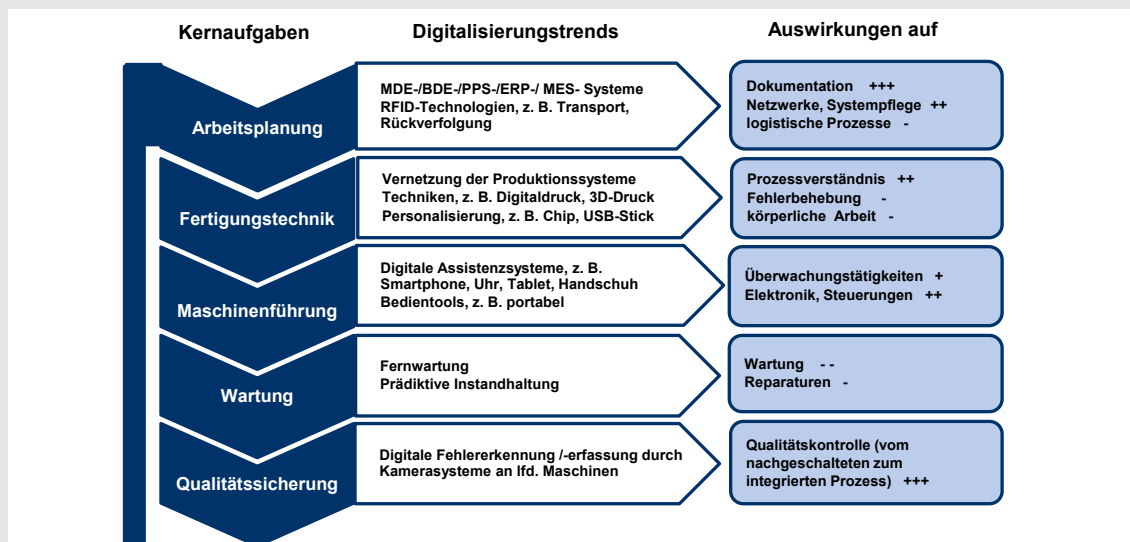 Kernaufgaben
Digitalisierungstrends
Auswirkungen auf
Arbeitsplanung
MDE-/BDE-/PPS-/ERP-/ MES- Systeme
RFID-Technologien, z. B. Transport,
Rückverfolgung
Dokumentation +++
Netzwerke, Systempflege ++
logistische Prozesse -
Fertigungstechnik
Vernetzung der Produktionssysteme
Techniken, z. B. Digitaldruck, 3D-Druck
Personalisierung, z. B. Chip, USB-Stick
Prozessverständnis ++
Fehlerbehebung -
körperliche Arbeit -
Maschinenführung
Digitale Assistenzsysteme, z. B.
Smartphone, Uhr, Tablet, Handschuh
Bedientools, z. B. portabel
Überwachungstätigkeiten +
Elektronik, Steuerungen ++
Wartung
Fernwartung
Prädiktive Instandhaltung
Wartung - -
Reparaturen -
Qualitätssicherung
Digitale Fehlererkennung /-erfassung durch
Kamerasysteme an lfd. Maschinen
Qualitätskontrolle (vom
nachgeschalteten zum
integrierten Prozess) +++